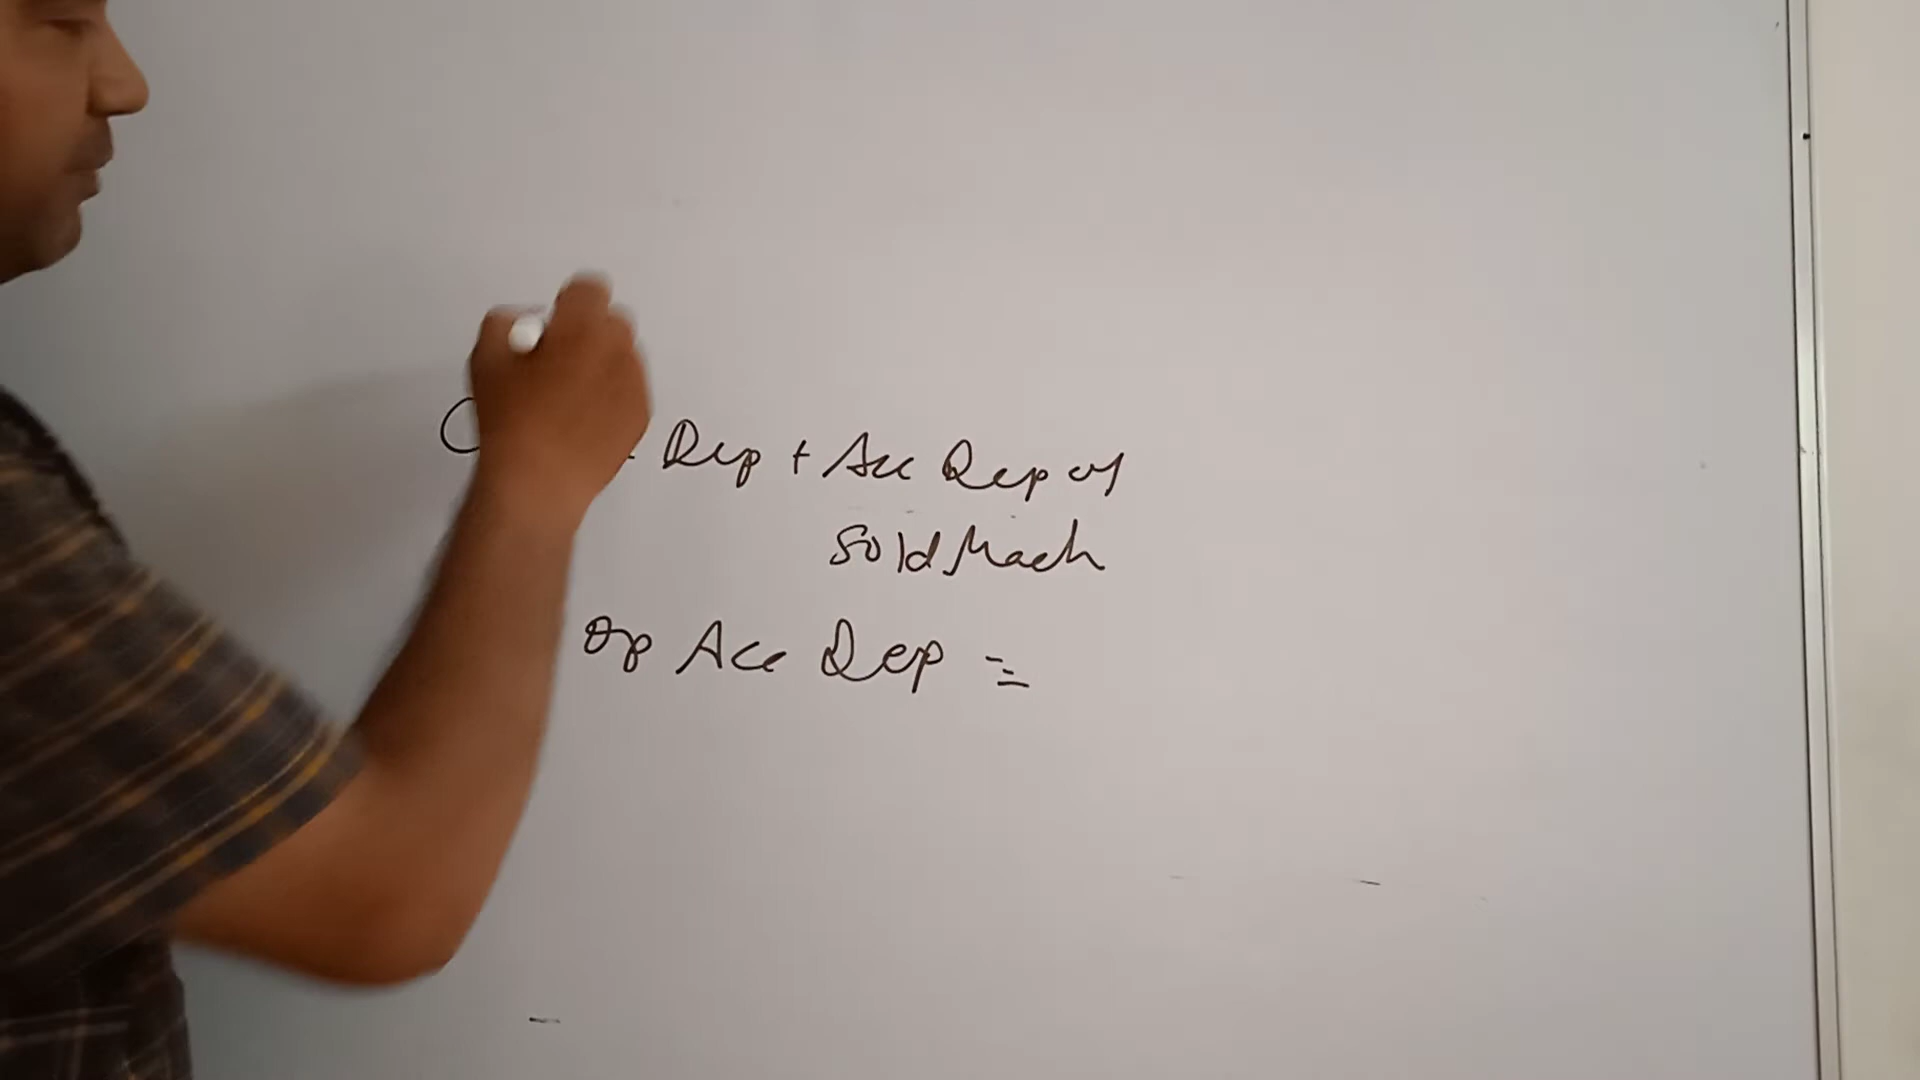 Dep + Acc Dep of
Sold Mach
Op Acc Dep =